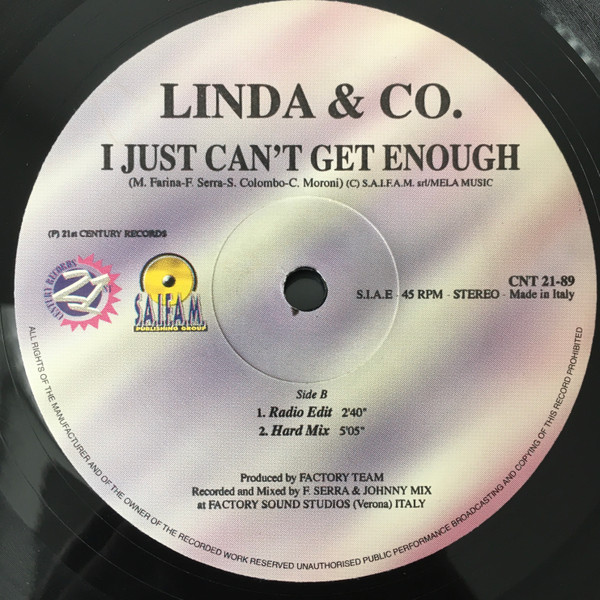 LINDA & CO.
I JUST CAN'T GET ENOUGH
(M. Farina-F. Serra-S. Colombo-C. Moroni) (C) S.A.I.F.A.M. srl/MELA MUSIC
(P) 21st CENTURY RECORDS
21
CENTURY RECORDS
S.A.I.F.A.M.
PUBLISHING GROUP
CNT 21-89
S.I.A.E - 45 RPM - STEREO - Made in Italy
Side B
1. Radio Edit 2'40"
2. Hard Mix 5'05"
Produced by FACTORY TEAM
Recorded and Mixed by F. SERRA & JOHNNY MIX
at FACTORY SOUND STUDIOS (Verona) ITALY
ALL RIGHTS OF THE MANUFACTURER AND OF THE OWNER OF THE RECORDED WORK RESERVED UNAUTHORISED PUBLIC PERFORMANCE BROADCASTING AND COPYING OF THIS RECORD PROHIBITED